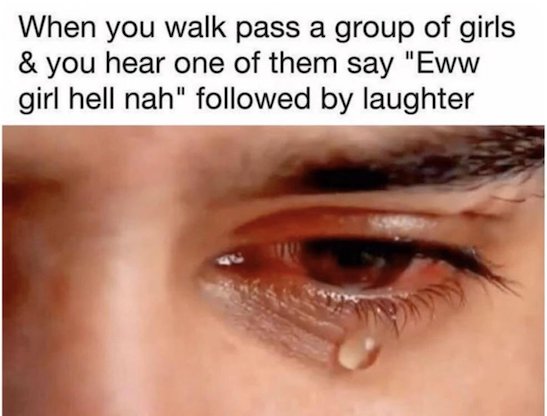 When you walk pass a group of girls
& you hear one of them say "Eww
girl hell nah" followed by laughter